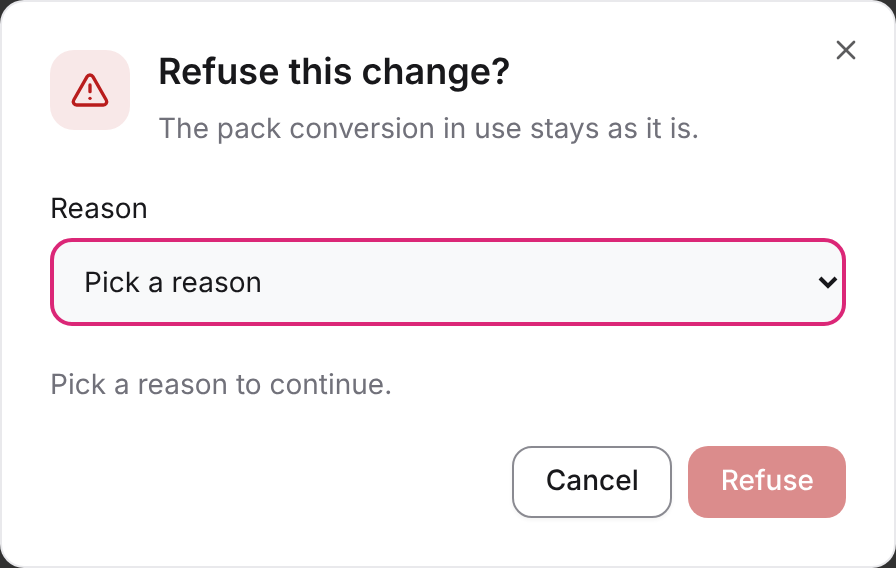 Refuse this change?
The pack conversion in use stays as it is.
Reason
Pick a reason
Pick a reason to continue.
Cancel
Refuse